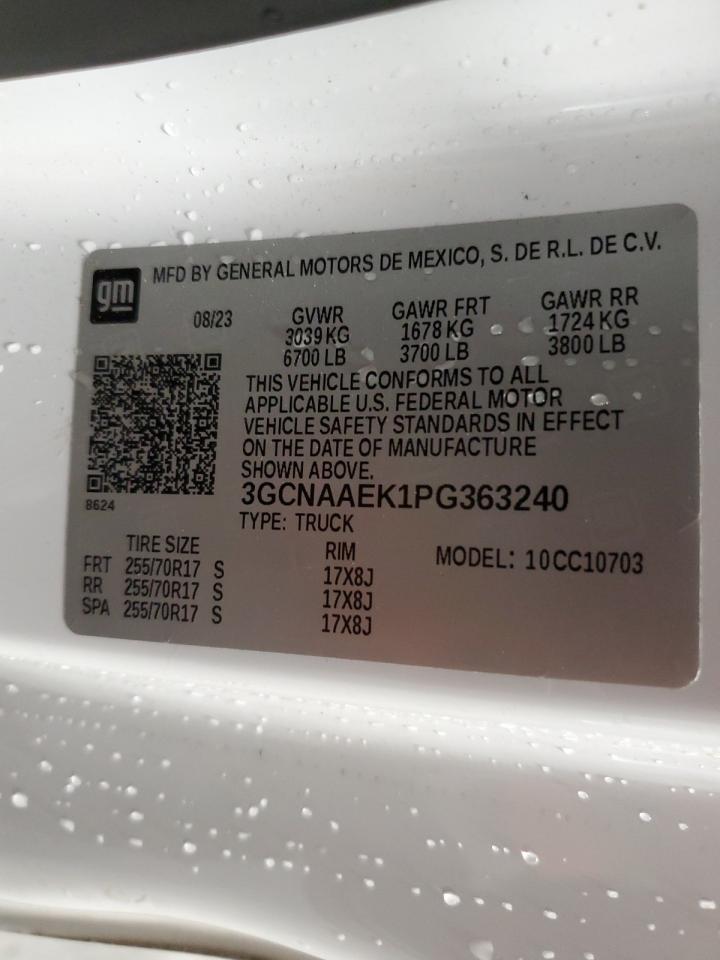 gm MFD BY GENERAL MOTORS DE MEXICO, S. DE R.L. DE C.V.
08/23 GVWR GAWR FRT GAWR RR
3039 KG 1678 KG 1724 KG
6700 LB 3700 LB 3800 LB
THIS VEHICLE CONFORMS TO ALL
APPLICABLE U.S. FEDERAL MOTOR
VEHICLE SAFETY STANDARDS IN EFFECT
ON THE DATE OF MANUFACTURE
SHOWN ABOVE.
8624 3GCNAAEK1PG363240
TYPE: TRUCK
TIRE SIZE RIM MODEL: 10CC10703
FRT 255/70R17 S 17X8J
RR 255/70R17 S 17X8J
SPA 255/70R17 S 17X8J